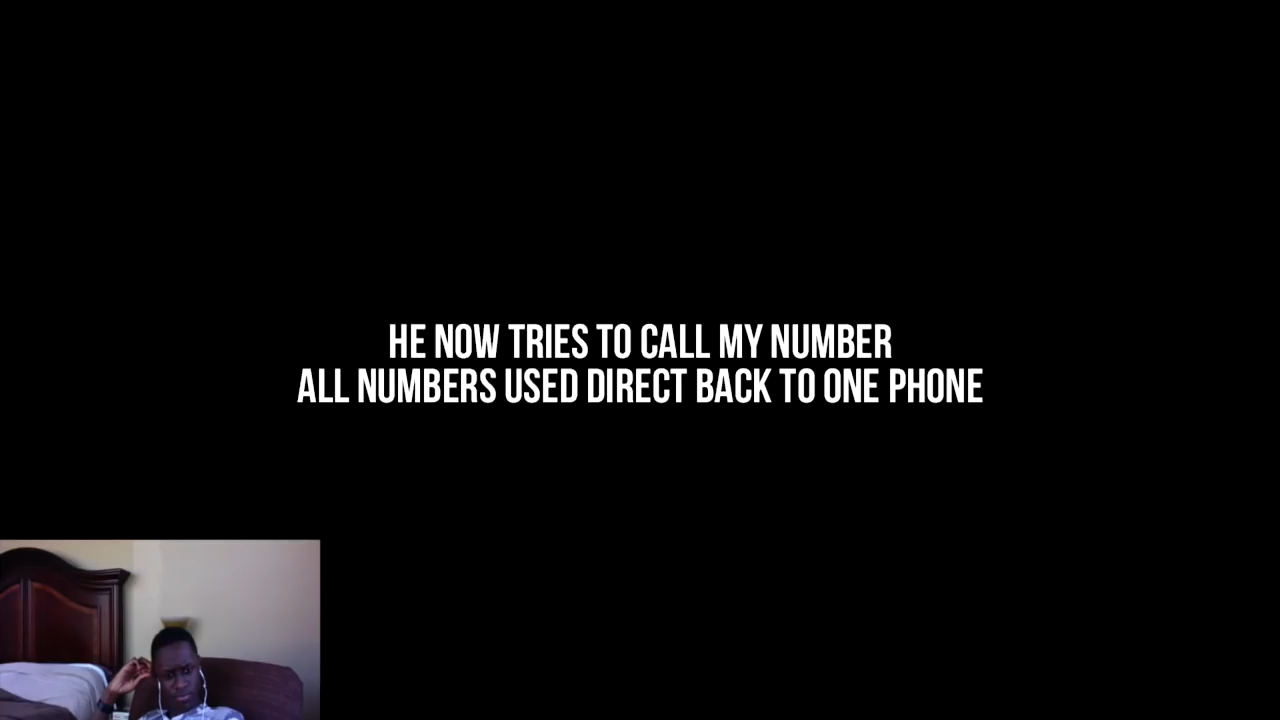 HE NOW TRIES TO CALL MY NUMBER
ALL NUMBERS USED DIRECT BACK TO ONE PHONE